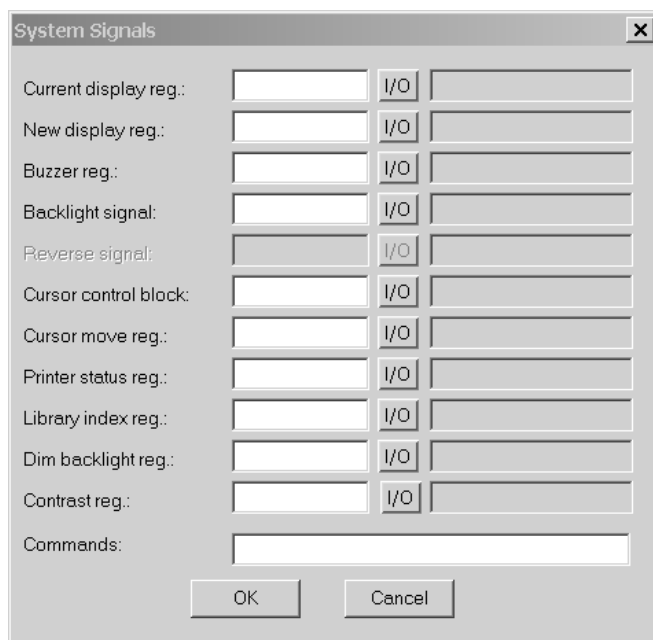 System Signals
Current display reg.: I/O
New display reg.: I/O
Buzzer reg.: I/O
Backlight signal: I/O
Reverse signal: I/O
Cursor control block: I/O
Cursor move reg.: I/O
Printer status reg.: I/O
Library index reg.: I/O
Dim backlight reg.: I/O
Contrast reg.: I/O
Commands:
OK Cancel